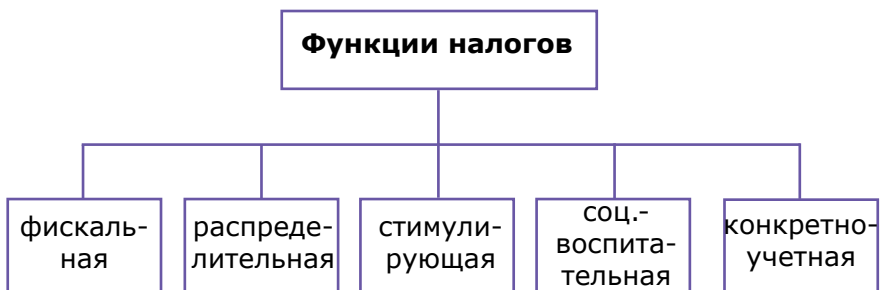 Функции налогов
фискаль-
ная
распреде-
лительная
стимули-
рующая
соц.-
воспита-
тельная
конкретно-
учетная